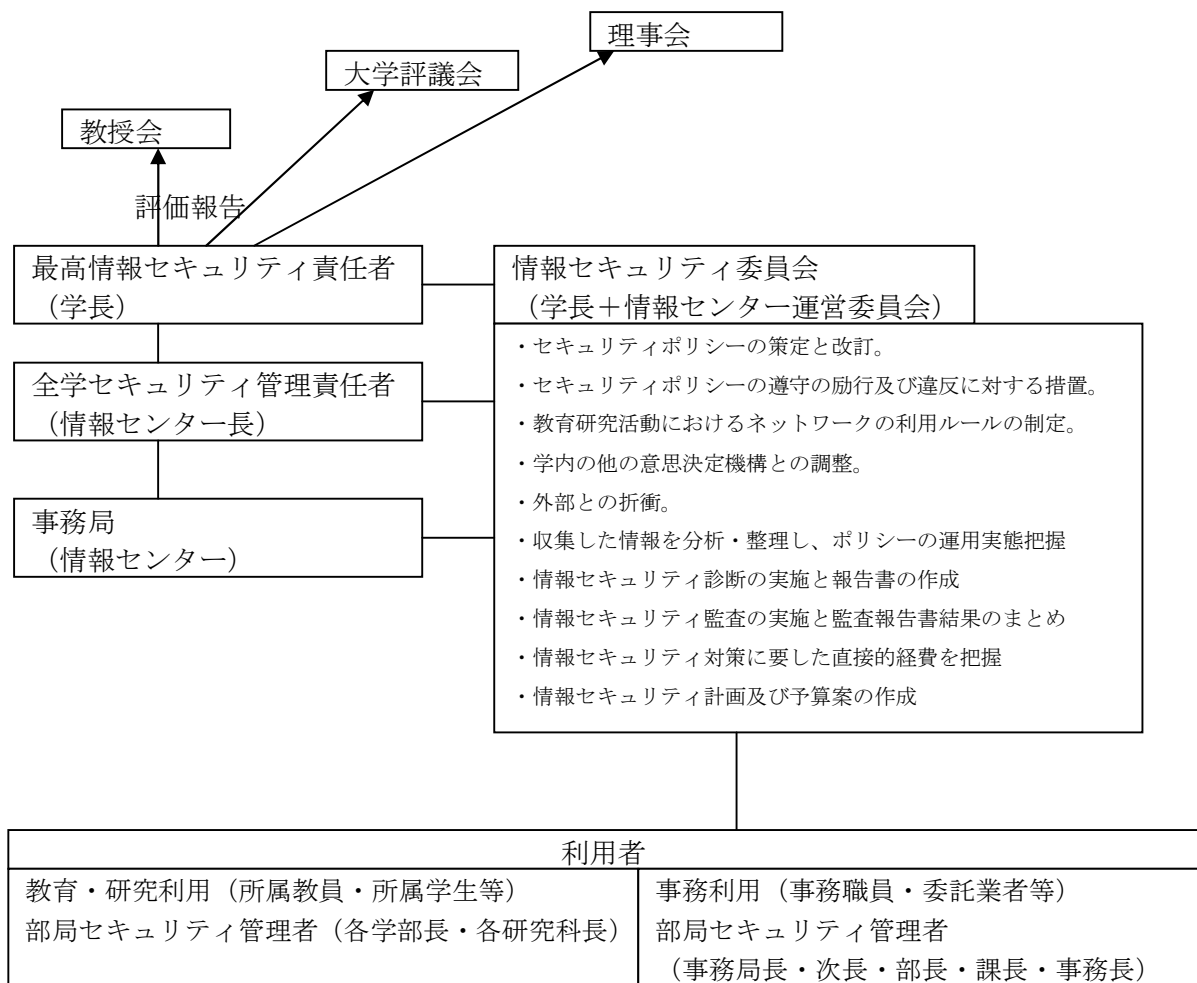 理事会
大学評議会
教授会
評価報告
最高情報セキュリティ責任者
(学長)
情報セキュリティ委員会
(学長+情報センター運営委員会)
全学セキュリティ管理責任者
(情報センター長)
事務局
(情報センター)
・セキュリティポリシーの策定と改訂。
・セキュリティポリシーの遵守の励行及び違反に対する措置。
・教育研究活動におけるネットワークの利用ルールの制定。
・学内の他の意思決定機構との調整。
・外部との折衝。
・収集した情報を分析・整理し、ポリシーの運用実態把握
・情報セキュリティ診断の実施と報告書の作成
・情報セキュリティ監査の実施と監査報告書結果のまとめ
・情報セキュリティ対策に要した直接的経費を把握
・情報セキュリティ計画及び予算案の作成
利用者
教育・研究利用(所属教員・所属学生等)
部局セキュリティ管理者(各学部長・各研究科長)
事務利用(事務職員・委託業者等)
部局セキュリティ管理者
(事務局長・次長・部長・課長・事務長)